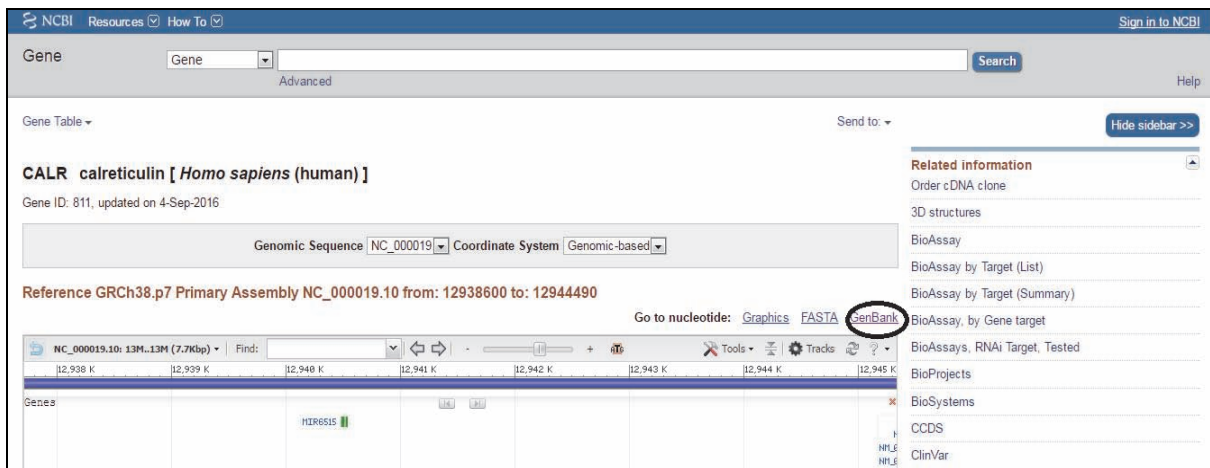 NCBI Resources How To Sign in to NCBI
Gene Gene Search
Advanced Help
Gene Table Send to: Hide sidebar >>
CALR calreticulin [ Homo sapiens (human) ]
Gene ID: 811, updated on 4-Sep-2016
Genomic Sequence NC_000019 Coordinate System Genomic-based
Reference GRCh38.p7 Primary Assembly NC_000019.10 from: 12938600 to: 12944490
Go to nucleotide: Graphics FASTA GenBank
NC_000019.10: 13M..13M (7.7Kbp) Find: - + Tools Tracks ?
12,938 K 12,939 K 12,940 K 12,941 K 12,942 K 12,943 K 12,944 K 12,945 K
Genes
MIR6515
Related information
Order cDNA clone
3D structures
BioAssay
BioAssay by Target (List)
BioAssay by Target (Summary)
BioAssay, by Gene target
BioAssays, RNAi Target, Tested
BioProjects
BioSystems
CCDS
ClinVar